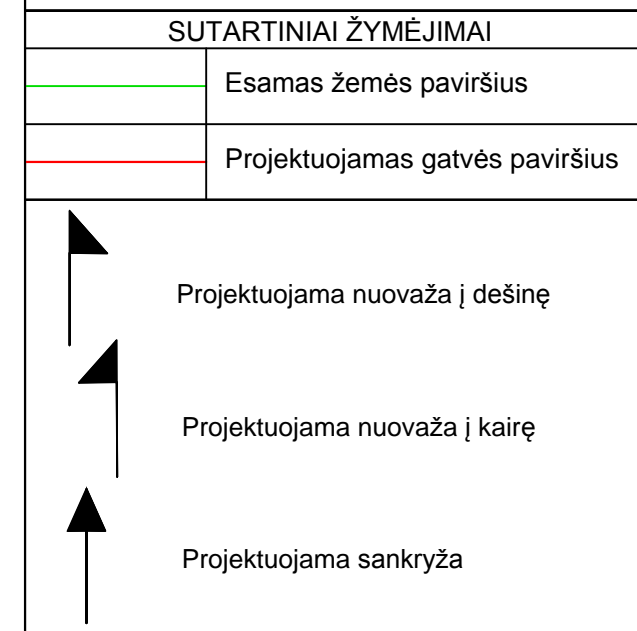 SUTARTINIAI ŽYMĖJIMAI
Esamas žemės paviršius
Projektuojamas gatvės paviršius
Projektuojama nuovaža į dešinę
Projektuojama nuovaža į kairę
Projektuojama sankryža